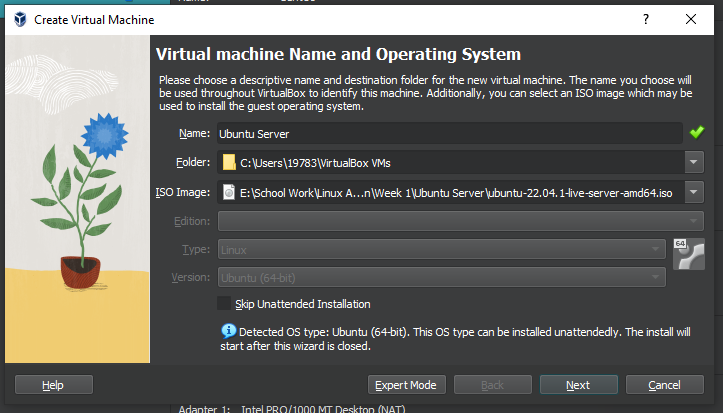 Name:
Create Virtual Machine
?
Virtual machine Name and Operating System
Please choose a descriptive name and destination folder for the new virtual machine. The name you choose will
be used throughout VirtualBox to identify this machine. Additionally, you can select an ISO image which may be
used to install the guest operating system.
Name: Ubuntu Server
Folder: C:\Users\19783\VirtualBox VMs
ISO Image: E:\School Work\Linux A...n\Week 1\Ubuntu Server\ubuntu-22.04.1-live-server-amd64.iso
Edition:
Type: Linux
64
Version: Ubuntu (64-bit)
Skip Unattended Installation
Detected OS type: Ubuntu (64-bit). This OS type can be installed unattendedly. The install will
start after this wizard is closed.
Help Expert Mode Back Next Cancel
Adapter 1: Intel PRO/1000 MT Desktop (NAT)